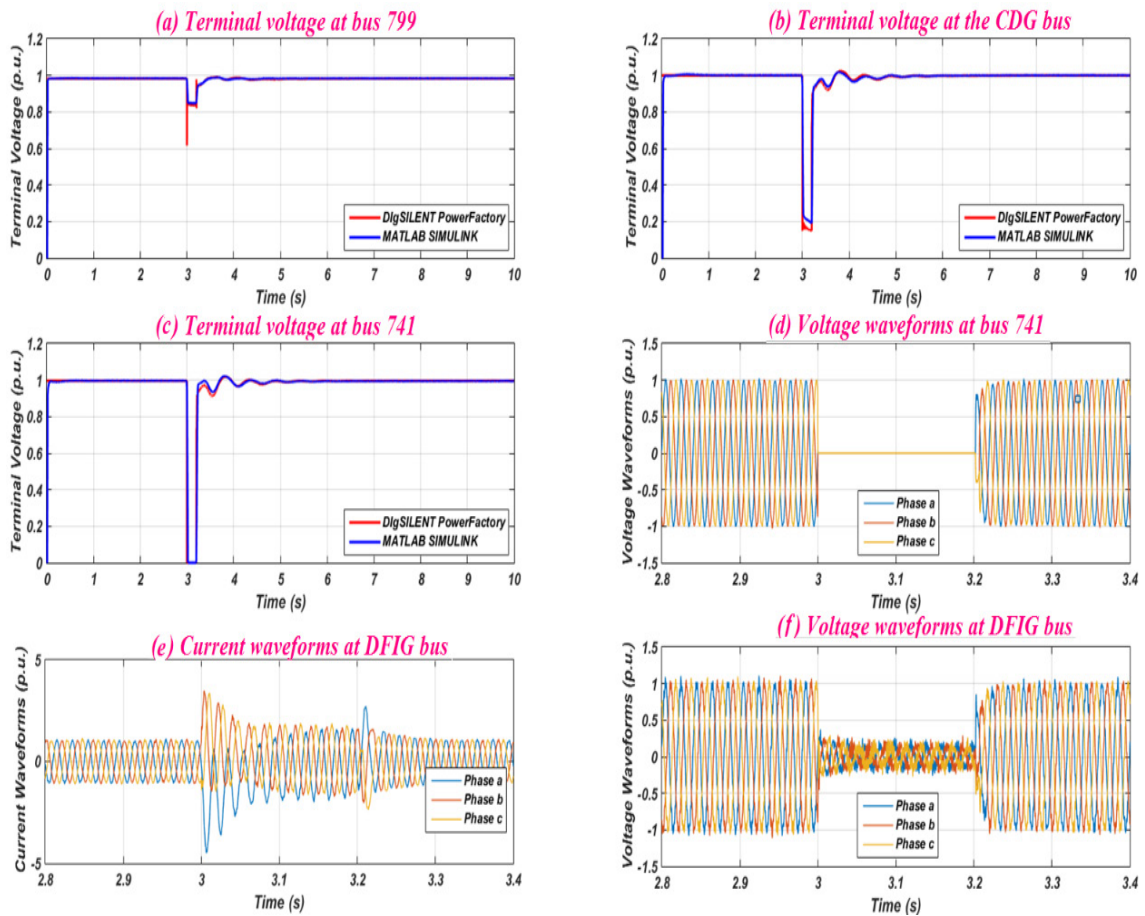 (a) Terminal voltage at bus 799
Terminal Voltage (p.u.)
1.2
1
0.8
0.6
0.4
0.2
0
0 1 2 3 4 5 6 7 8 9 10
DIgSILENT PowerFactory
MATLAB SIMULINK
Time (s)
(b) Terminal voltage at the CDG bus
Terminal Voltage (p.u.)
1.2
1
0.8
0.6
0.4
0.2
0
0 1 2 3 4 5 6 7 8 9 10
DIgSILENT PowerFactory
MATLAB SIMULINK
Time (s)
(c) Terminal voltage at bus 741
Terminal Voltage (p.u.)
1.2
1
0.8
0.6
0.4
0.2
0
0 1 2 3 4 5 6 7 8 9 10
DIgSILENT PowerFactory
MATLAB SIMULINK
Time (s)
(d) Voltage waveforms at bus 741
Voltage Waveforms (p.u.)
1.5
1
0.5
0
-0.5
-1
-1.5
2.8 2.9 3 3.1 3.2 3.3 3.4
Phase a
Phase b
Phase c
Time (s)
(e) Current waveforms at DFIG bus
Current Waveforms (p.u.)
5
0
-5
2.8 2.9 3 3.1 3.2 3.3 3.4
Phase a
Phase b
Phase c
Time (s)
(f) Voltage waveforms at DFIG bus
Voltage Waveforms (p.u.)
1.5
1
0.5
0
-0.5
-1
-1.5
2.8 2.9 3 3.1 3.2 3.3 3.4
Phase a
Phase b
Phase c
Time (s)